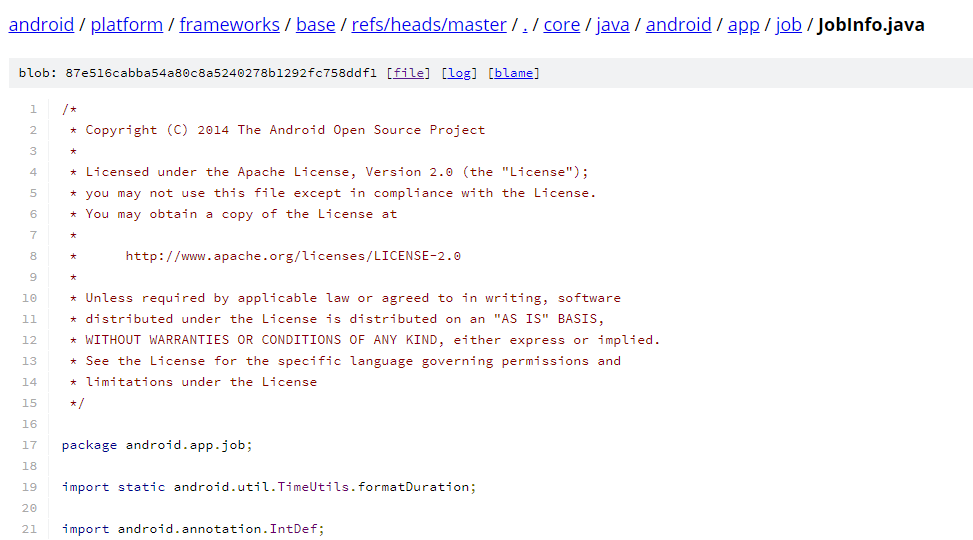 android / platform / frameworks / base / refs/heads/master / . / core / java / android / app / job / JobInfo.java
blob: 87e516cabba54a80c8a5240278b1292fc758ddf1 [file] [log] [blame]
1 /*
2 * Copyright (C) 2014 The Android Open Source Project
3 *
4 * Licensed under the Apache License, Version 2.0 (the "License");
5 * you may not use this file except in compliance with the License.
6 * You may obtain a copy of the License at
7 *
8 *      http://www.apache.org/licenses/LICENSE-2.0
9 *
10 * Unless required by applicable law or agreed to in writing, software
11 * distributed under the License is distributed on an "AS IS" BASIS,
12 * WITHOUT WARRANTIES OR CONDITIONS OF ANY KIND, either express or implied.
13 * See the License for the specific language governing permissions and
14 * limitations under the License
15 */
16
17 package android.app.job;
18
19 import static android.util.TimeUtils.formatDuration;
20
21 import android.annotation.IntDef;